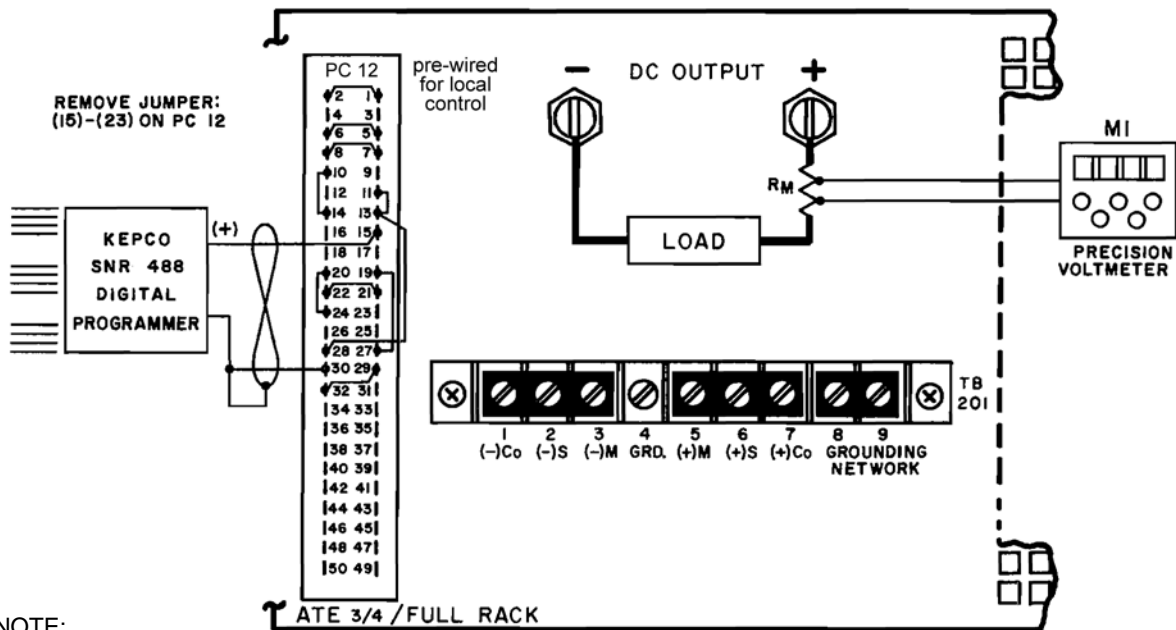 PC 12
pre-wired
for local
control
REMOVE JUMPER:
(15)-(23) ON PC 12
− DC OUTPUT +
M1
PRECISION
VOLTMETER
RM
LOAD
KEPCO
SNR 488
DIGITAL
PROGRAMMER
(+)
2 1
4 3
6 5
8 7
10 9
12 11
14 13
16 15
18 17
20 19
22 21
24 23
26 25
28 27
30 29
32 31
34 33
36 35
38 37
40 39
42 41
44 43
46 45
48 47
50 49
TB
201
1 2 3 4 5 6 7 8 9
(-)Co (-)S (-)M GRD. (+)M (+)S (+)Co GROUNDING
NETWORK
ATE 3/4 / FULL RACK
NOTE: